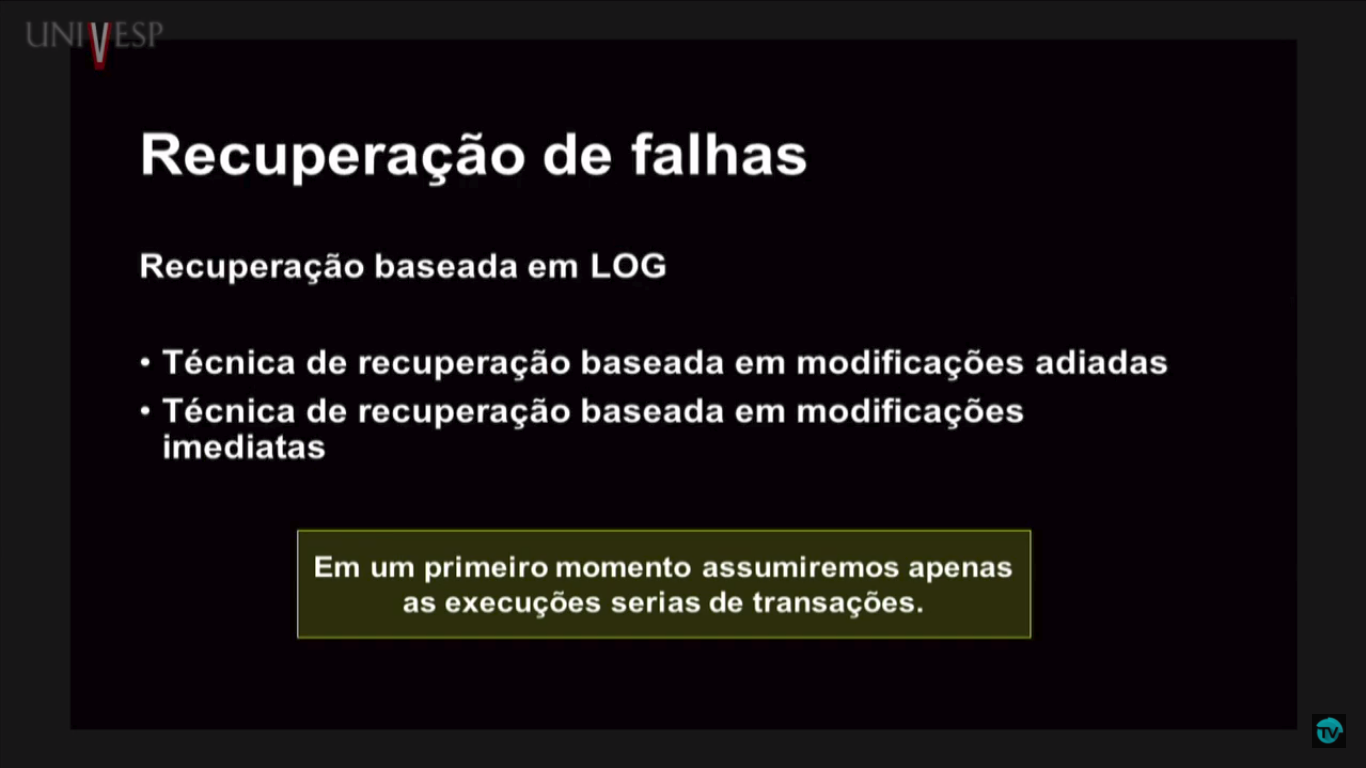 UNIVESP
Recuperação de falhas
Recuperação baseada em LOG
• Técnica de recuperação baseada em modificações adiadas
• Técnica de recuperação baseada em modificações
imediatas
Em um primeiro momento assumiremos apenas
as execuções serias de transações.
TV